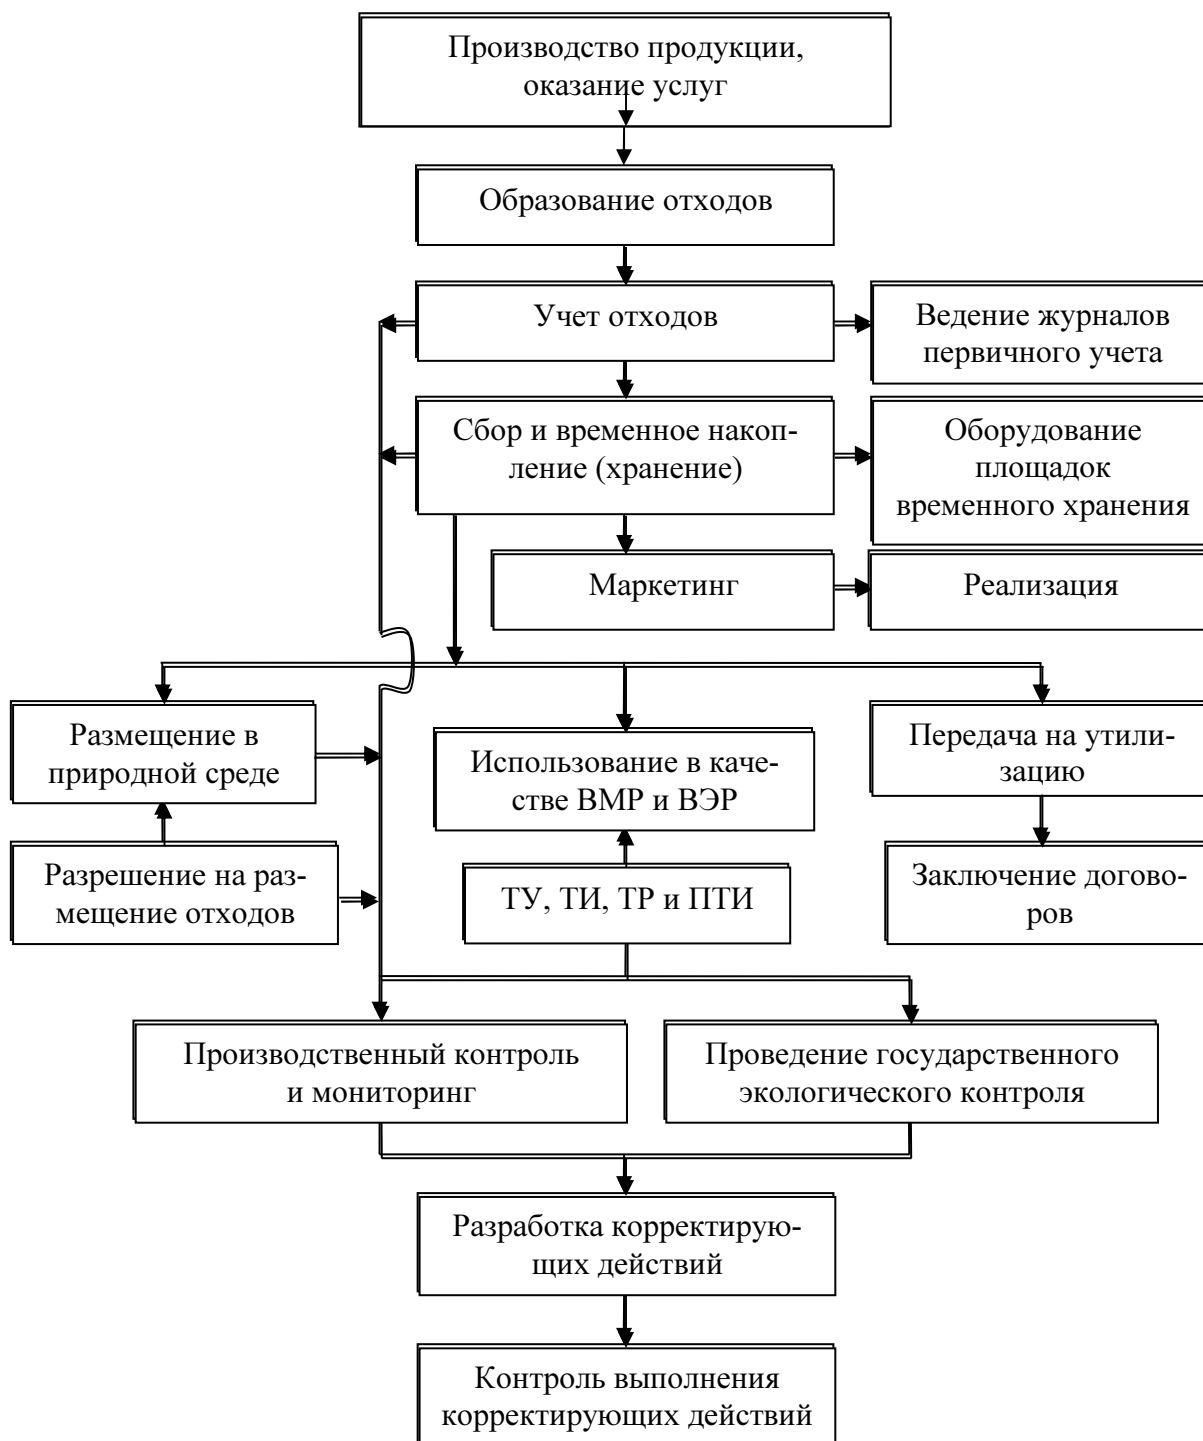 Производство продукции,
оказание услуг
Образование отходов
Учет отходов
Ведение журналов
первичного учета
Сбор и временное накоп-
ление (хранение)
Оборудование
площадок
временного хранения
Маркетинг
Реализация
Размещение в
природной среде
Использование в каче-
стве ВМР и ВЭР
Передача на утили-
зацию
Разрешение на раз-
мещение отходов
ТУ, ТИ, ТР и ПТИ
Заключение догово-
ров
Производственный контроль
и мониторинг
Проведение государственного
экологического контроля
Разработка корректирую-
щих действий
Контроль выполнения
корректирующих действий